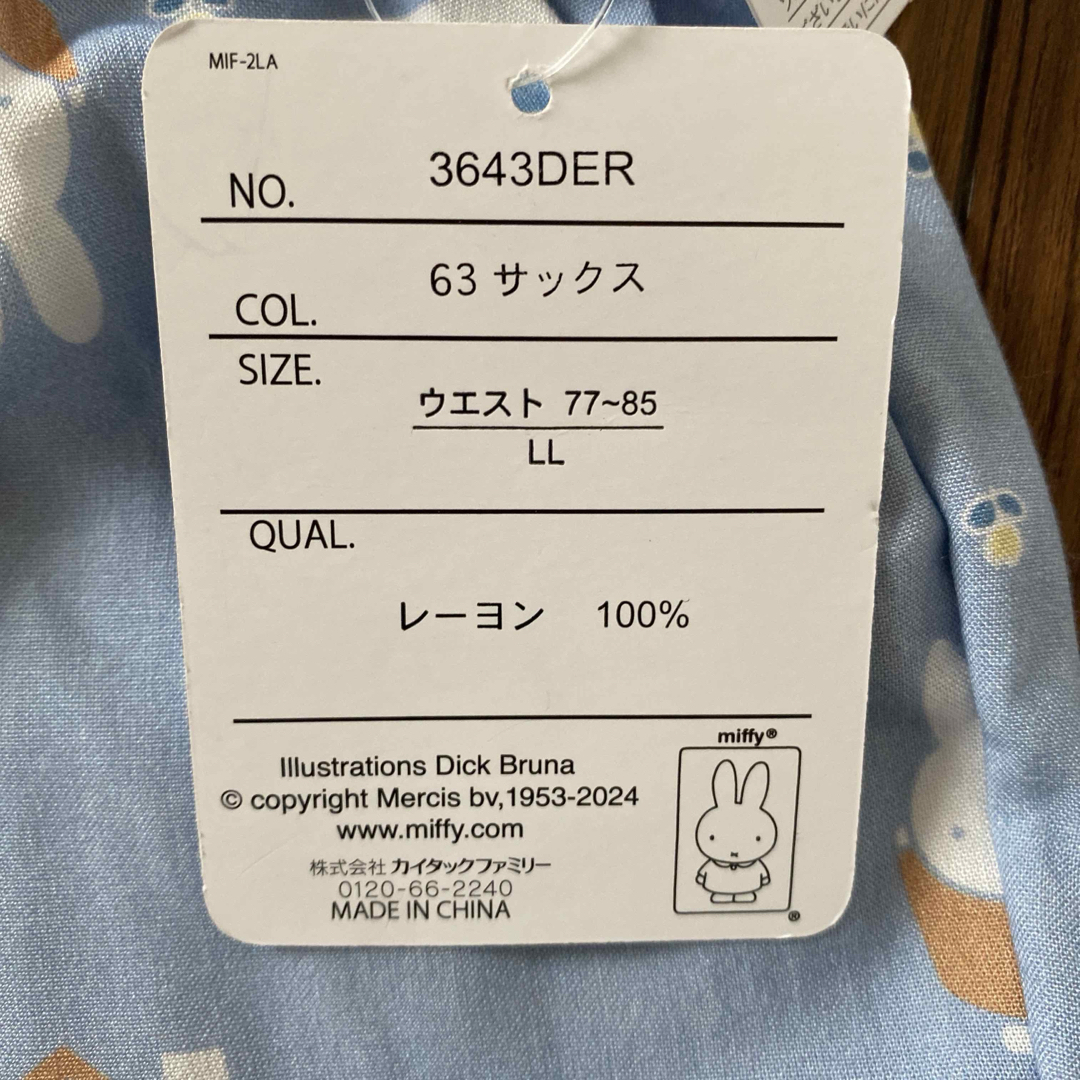 MIF-2LA
NO. 3643DER
COL. 63 サックス
SIZE.
ウエスト 77~85
LL
QUAL.
レーヨン 100%
miffy®
Illustrations Dick Bruna
© copyright Mercis bv,1953-2024
www.miffy.com
株式会社 カイタックファミリー
0120-66-2240
MADE IN CHINA
®